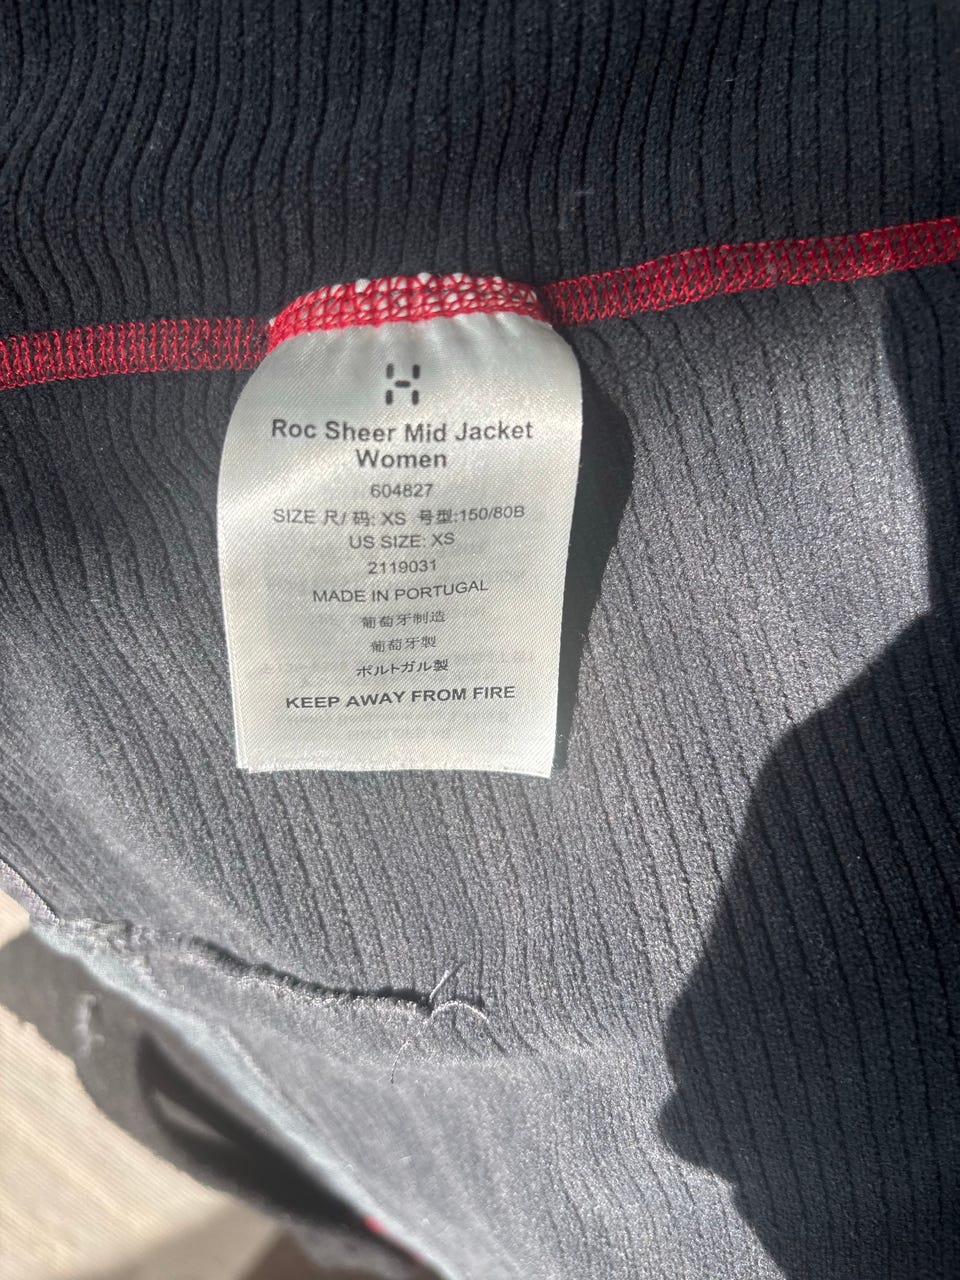 Roc Sheer Mid Jacket
Women
604827
SIZE 尺/ 码: XS 号型:150/80B
US SIZE: XS
2119031
MADE IN PORTUGAL
葡萄牙制造
葡萄牙製
ポルトガル製
KEEP AWAY FROM FIRE